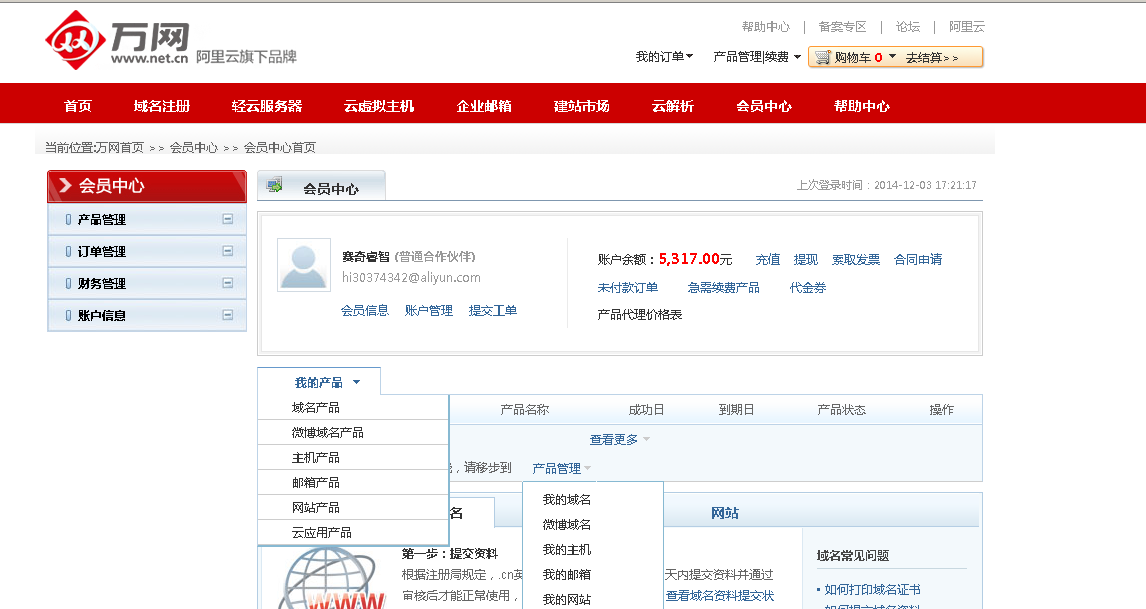 帮助中心 | 备案专区 | 论坛 | 阿里云
万网
www.net.cn 阿里云旗下品牌
我的订单 产品管理|续费 购物车 0 去结算>>
首页 域名注册 轻云服务器 云虚拟主机 企业邮箱 建站市场 云解析 会员中心 帮助中心
当前位置:万网首页 >> 会员中心 >> 会员中心首页
会员中心
产品管理
订单管理
财务管理
账户信息
会员中心
上次登录时间：2014-12-03 17:21:17
赛奇睿智 (普通合作伙伴)
hi30374342@aliyun.com
会员信息 账户管理 提交工单
账户余额：5,317.00元 充值 提现 索取发票 合同申请
未付款订单 急需续费产品 代金券
产品代理价格表
我的产品
域名产品
微博域名产品
主机产品
邮箱产品
网站产品
云应用产品
产品名称 成功日 到期日 产品状态 操作
查看更多
，请移步到 产品管理
我的域名
微博域名
我的主机
我的邮箱
我的网站
名 网站
第一步：提交资料
根据注册局规定，.cn英
审核后才能正常使用，
天内提交资料并通过
查看域名资料提交状
域名常见问题
如何打印域名证书
如何提交域名资料
WWW